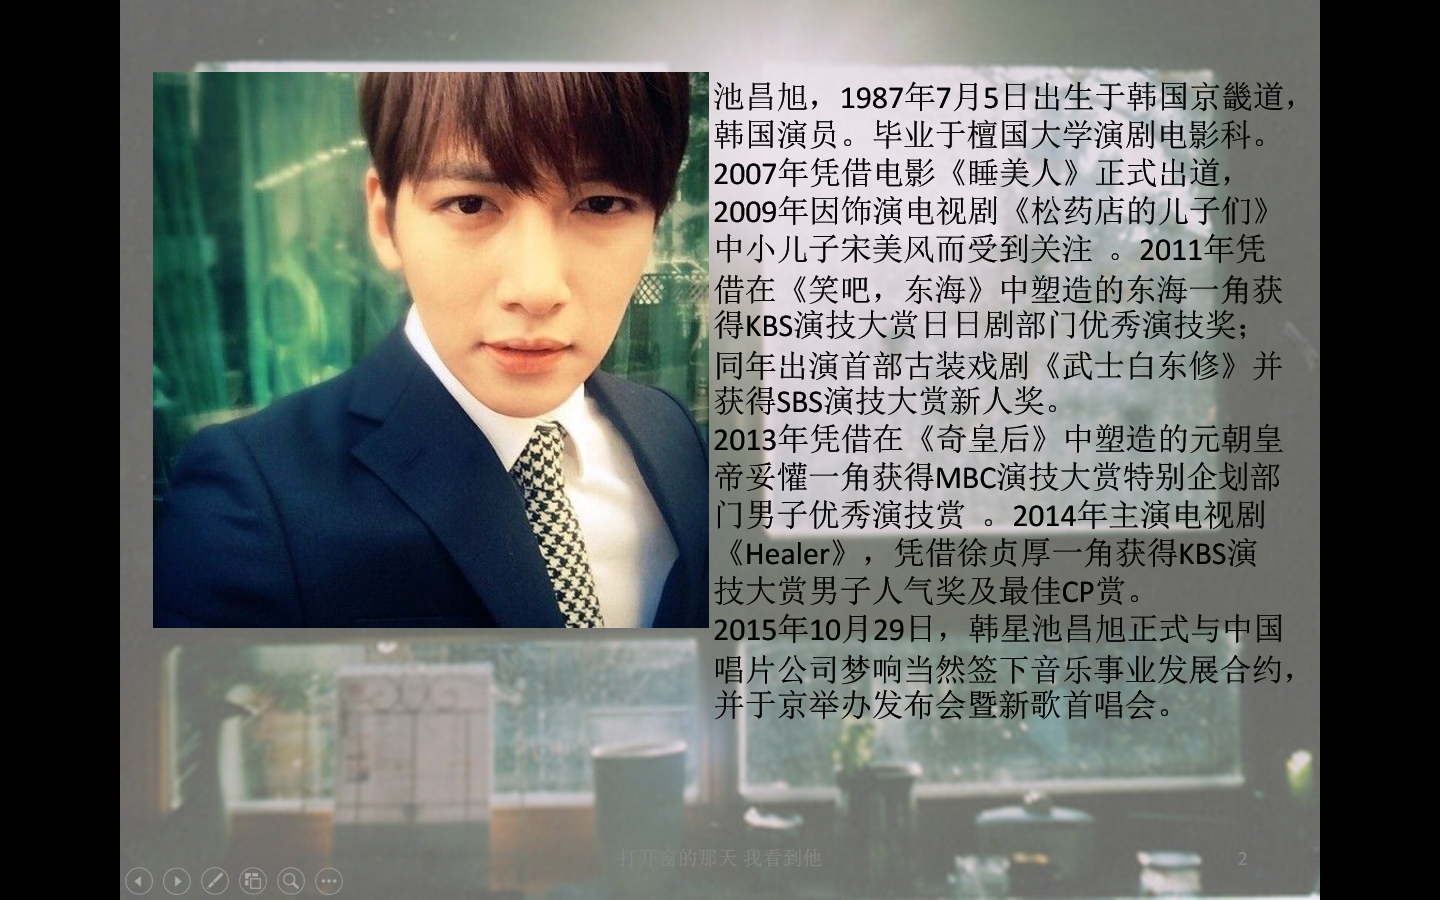 池昌旭，1987年7月5日出生于韩国京畿道，
韩国演员。毕业于檀国大学演剧电影科。
2007年凭借电影《睡美人》正式出道，
2009年因饰演电视剧《松药店的儿子们》
中小儿子宋美风而受到关注 。2011年凭
借在《笑吧，东海》中塑造的东海一角获
得KBS演技大赏日日剧部门优秀演技奖；
同年出演首部古装戏剧《武士白东修》并
获得SBS演技大赏新人奖。
2013年凭借在《奇皇后》中塑造的元朝皇
帝妥懽一角获得MBC演技大赏特别企划部
门男子优秀演技赏 。2014年主演电视剧
《Healer》，凭借徐贞厚一角获得KBS演
技大赏男子人气奖及最佳CP赏。
2015年10月29日，韩星池昌旭正式与中国
唱片公司梦响当然签下音乐事业发展合约，
并于京举办发布会暨新歌首唱会。
打开窗的那天 我看到他
2